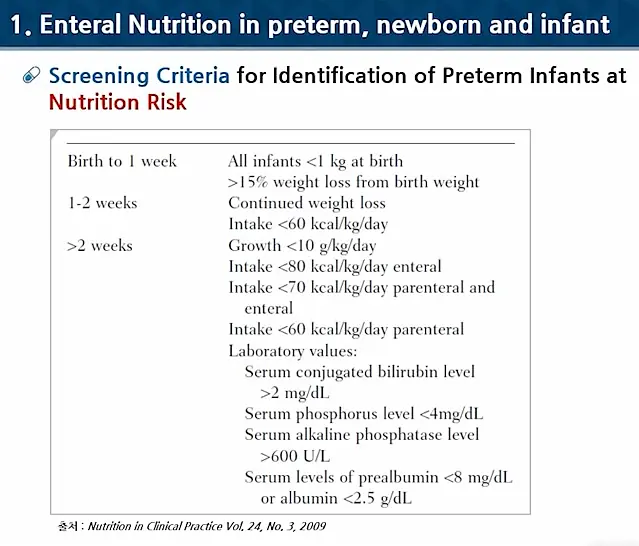 1. Enteral Nutrition in preterm, newborn and infant
Screening Criteria for Identification of Preterm Infants at
Nutrition Risk
Birth to 1 week All infants <1 kg at birth
>15% weight loss from birth weight
1-2 weeks Continued weight loss
Intake <60 kcal/kg/day
>2 weeks Growth <10 g/kg/day
Intake <80 kcal/kg/day enteral
Intake <70 kcal/kg/day parenteral and
enteral
Intake <60 kcal/kg/day parenteral
Laboratory values:
Serum conjugated bilirubin level
>2 mg/dL
Serum phosphorus level <4mg/dL
Serum alkaline phosphatase level
>600 U/L
Serum levels of prealbumin <8 mg/dL
or albumin <2.5 g/dL
출처 : Nutrition in Clinical Practice Vol. 24, No. 3, 2009